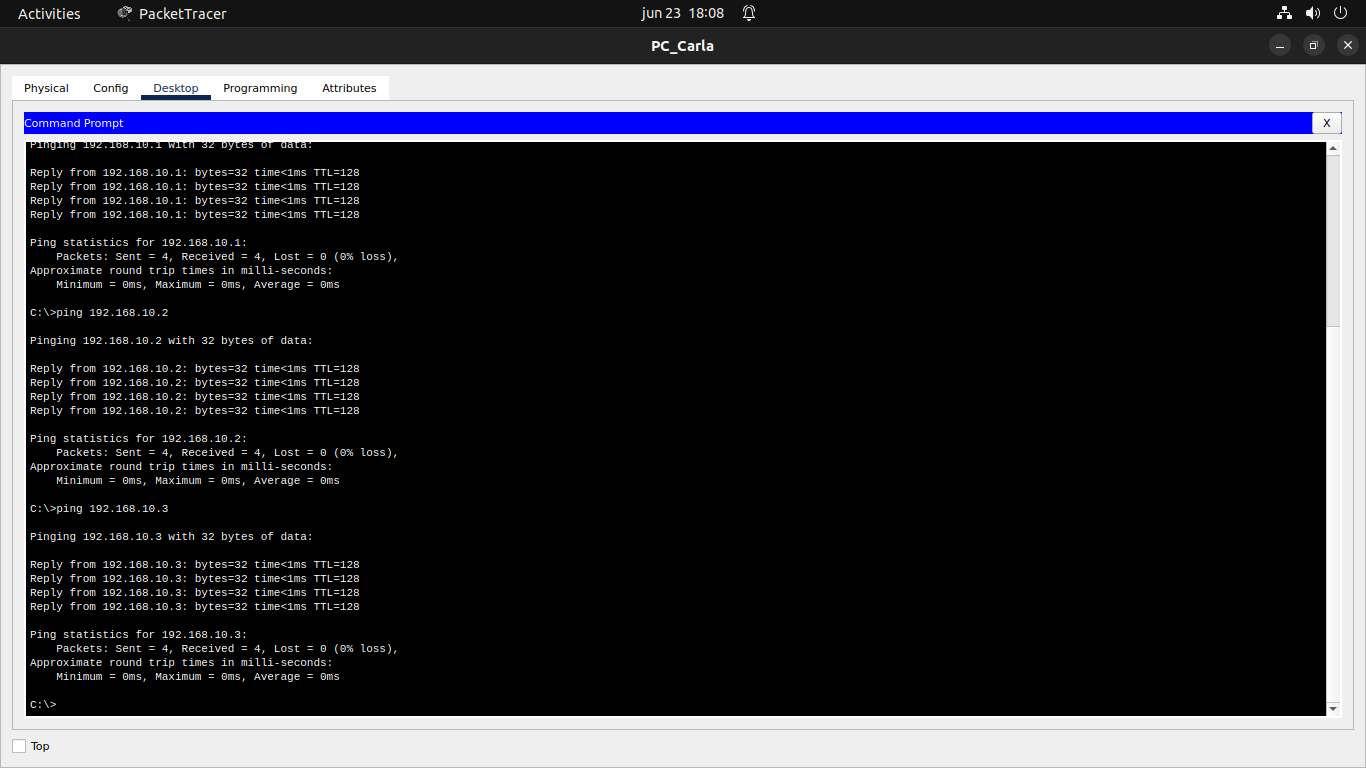 Activities
PacketTracer
jun 23 18:08
PC_Carla
Physical
Config
Desktop
Programming
Attributes
Command Prompt
X
Pinging 192.168.10.1 with 32 bytes of data:
Reply from 192.168.10.1: bytes=32 time<1ms TTL=128
Reply from 192.168.10.1: bytes=32 time<1ms TTL=128
Reply from 192.168.10.1: bytes=32 time<1ms TTL=128
Reply from 192.168.10.1: bytes=32 time<1ms TTL=128
Ping statistics for 192.168.10.1:
Packets: Sent = 4, Received = 4, Lost = 0 (0% loss),
Approximate round trip times in milli-seconds:
Minimum = 0ms, Maximum = 0ms, Average = 0ms
C:\>ping 192.168.10.2
Pinging 192.168.10.2 with 32 bytes of data:
Reply from 192.168.10.2: bytes=32 time<1ms TTL=128
Reply from 192.168.10.2: bytes=32 time<1ms TTL=128
Reply from 192.168.10.2: bytes=32 time<1ms TTL=128
Reply from 192.168.10.2: bytes=32 time<1ms TTL=128
Ping statistics for 192.168.10.2:
Packets: Sent = 4, Received = 4, Lost = 0 (0% loss),
Approximate round trip times in milli-seconds:
Minimum = 0ms, Maximum = 0ms, Average = 0ms
C:\>ping 192.168.10.3
Pinging 192.168.10.3 with 32 bytes of data:
Reply from 192.168.10.3: bytes=32 time<1ms TTL=128
Reply from 192.168.10.3: bytes=32 time<1ms TTL=128
Reply from 192.168.10.3: bytes=32 time<1ms TTL=128
Reply from 192.168.10.3: bytes=32 time<1ms TTL=128
Ping statistics for 192.168.10.3:
Packets: Sent = 4, Received = 4, Lost = 0 (0% loss),
Approximate round trip times in milli-seconds:
Minimum = 0ms, Maximum = 0ms, Average = 0ms
C:\>
Top